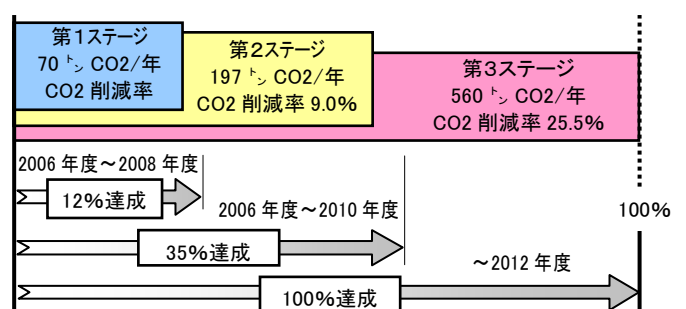 第1ステージ
70 ㌧ CO2/年
CO2 削減率
第2ステージ
197 ㌧ CO2/年
CO2 削減率 9.0%
第3ステージ
560 ㌧ CO2/年
CO2 削減率 25.5%
2006 年度～2008 年度
12%達成
2006 年度～2010 年度
100%
35%達成
～2012 年度
100%達成